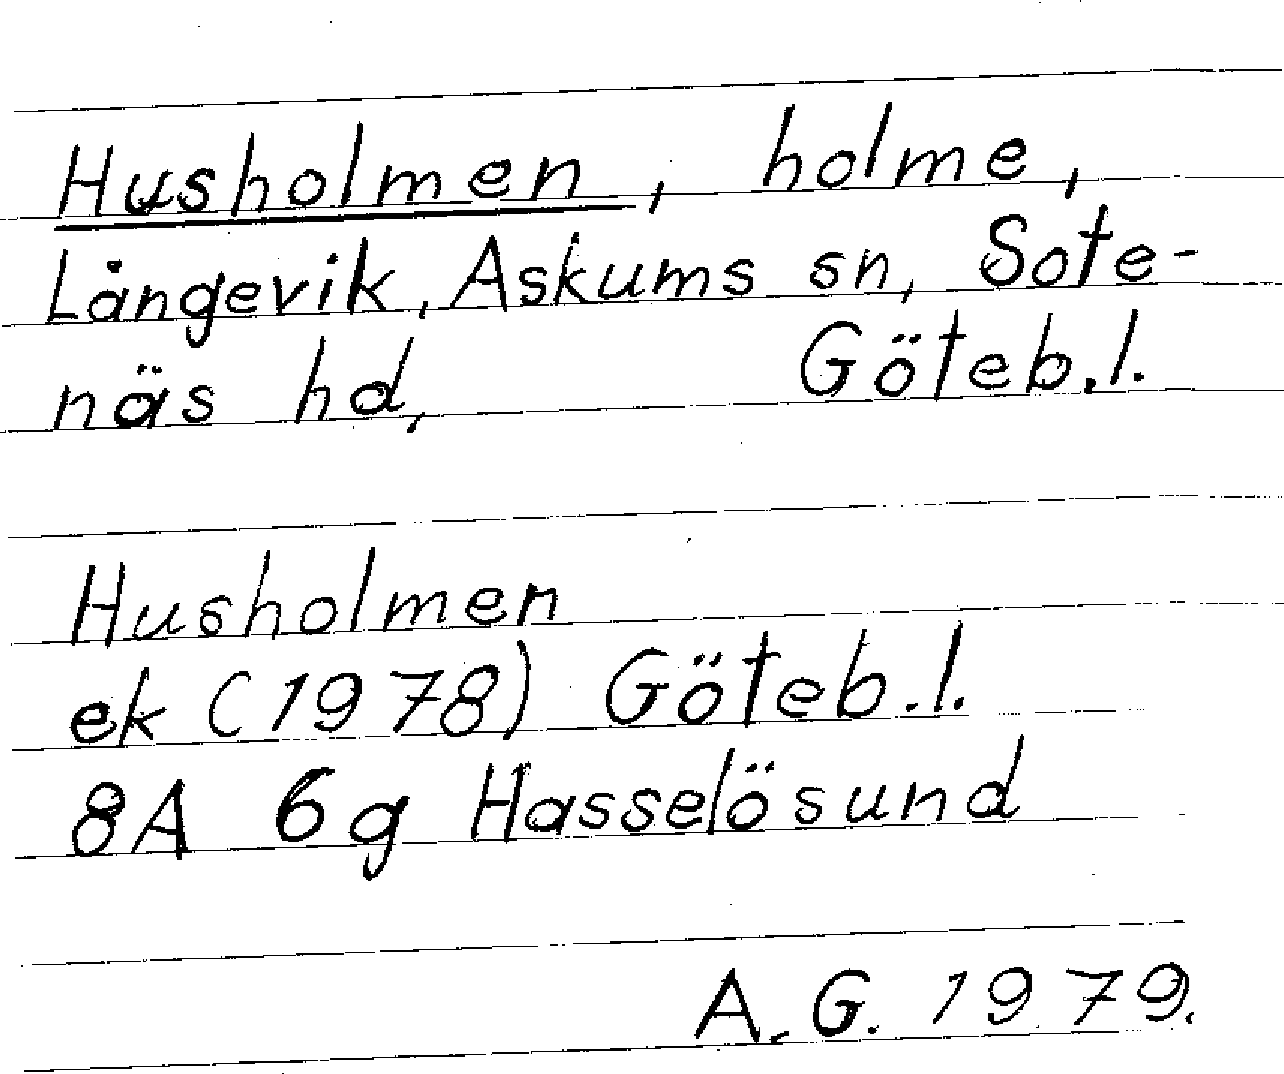 Husholmen, holme,
Långevik, Askums sn, Sote-
näs hd, Göteb.l.
Husholmen
ek (1978) Göteb.l.
8A 6g Hasselösund
A.G. 1979.